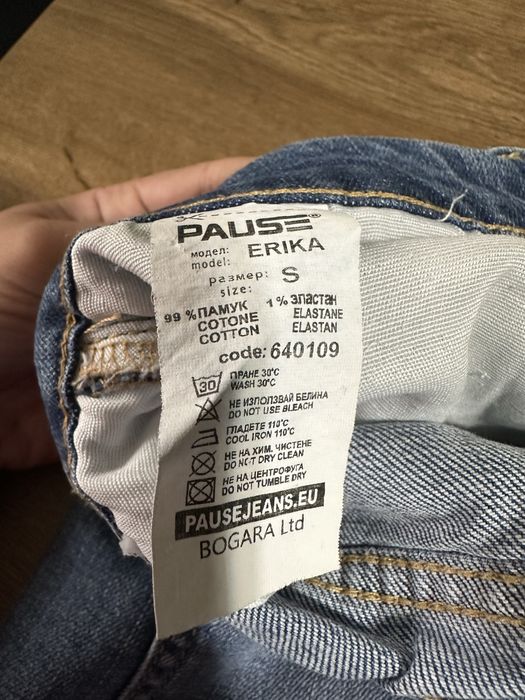 PAUSE®
модел: ERIKA
model:
размер: S
size:
99 % ПАМУК 1% ЭЛАСТАН
COTONE ELASTANE
COTTON ELASTAN
code: 640109
30 ПРАНЕ 30°C
WASH 30°C
НЕ ИЗПОЛЗВАЙ БЕЛИНА
DO NOT USE BLEACH
ГЛАДЕТЕ 110°C
COOL IRON 110°C
НЕ НА ХИМ. ЧИСТЕНЕ
DO NOT DRY CLEAN
НЕ НА ЦЕНТРОФУГА
DO NOT TUMBLE DRY
PAUSEJEANS.EU
BOGARA Ltd